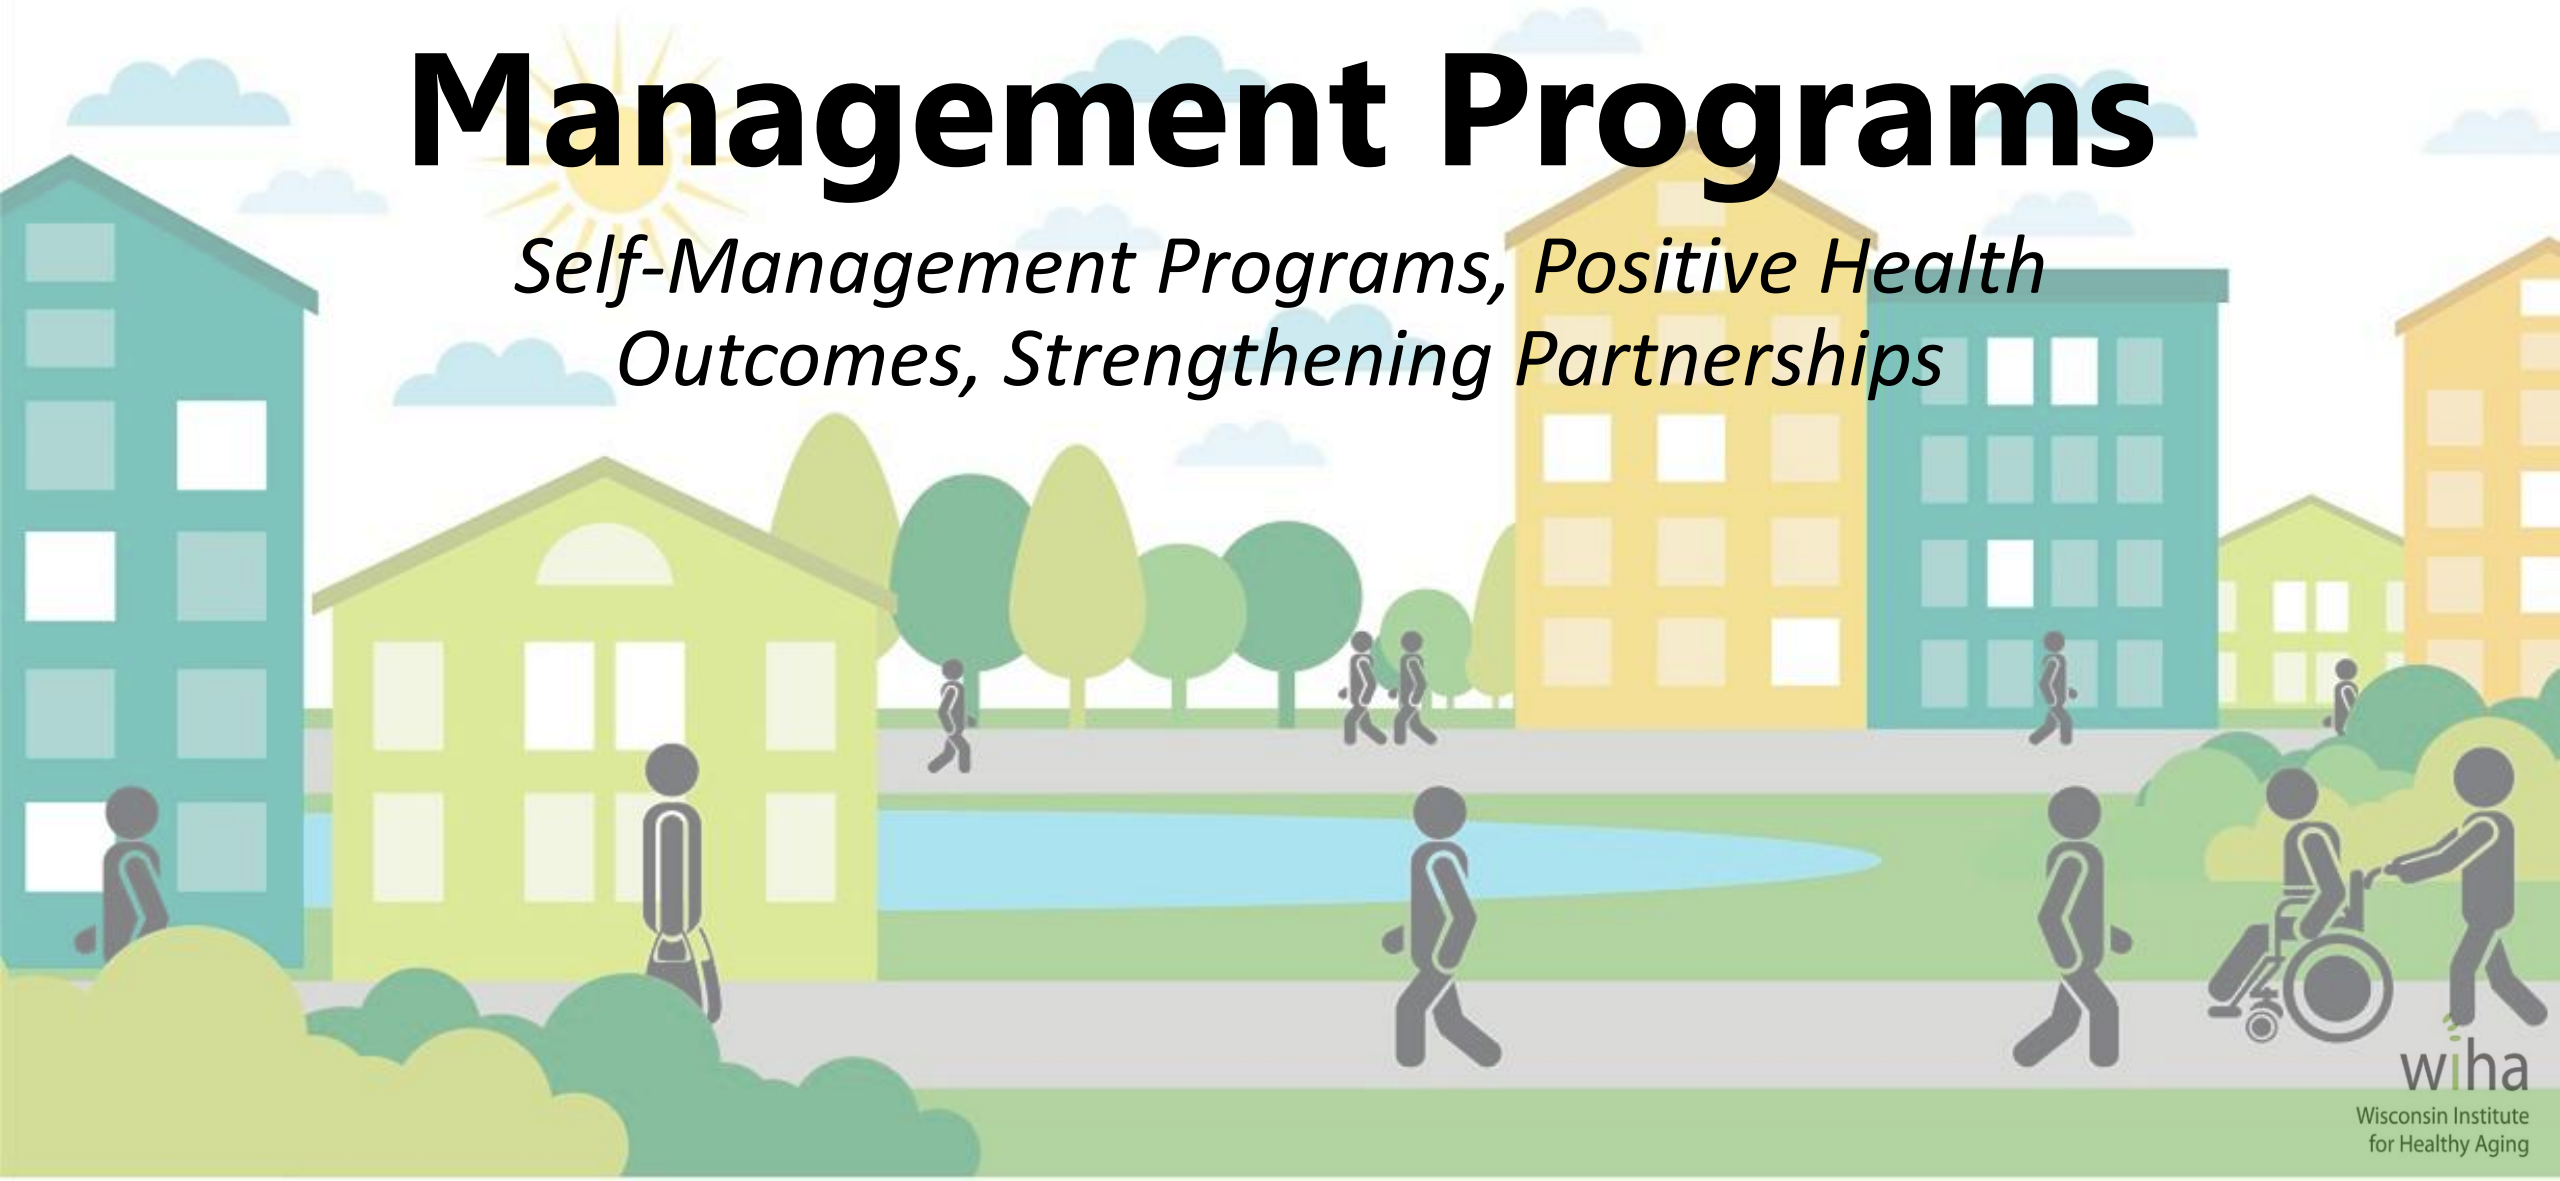 Management Programs
Self-Management Programs, Positive Health
Outcomes, Strengthening Partnerships
wiha
Wisconsin Institute
for Healthy Aging